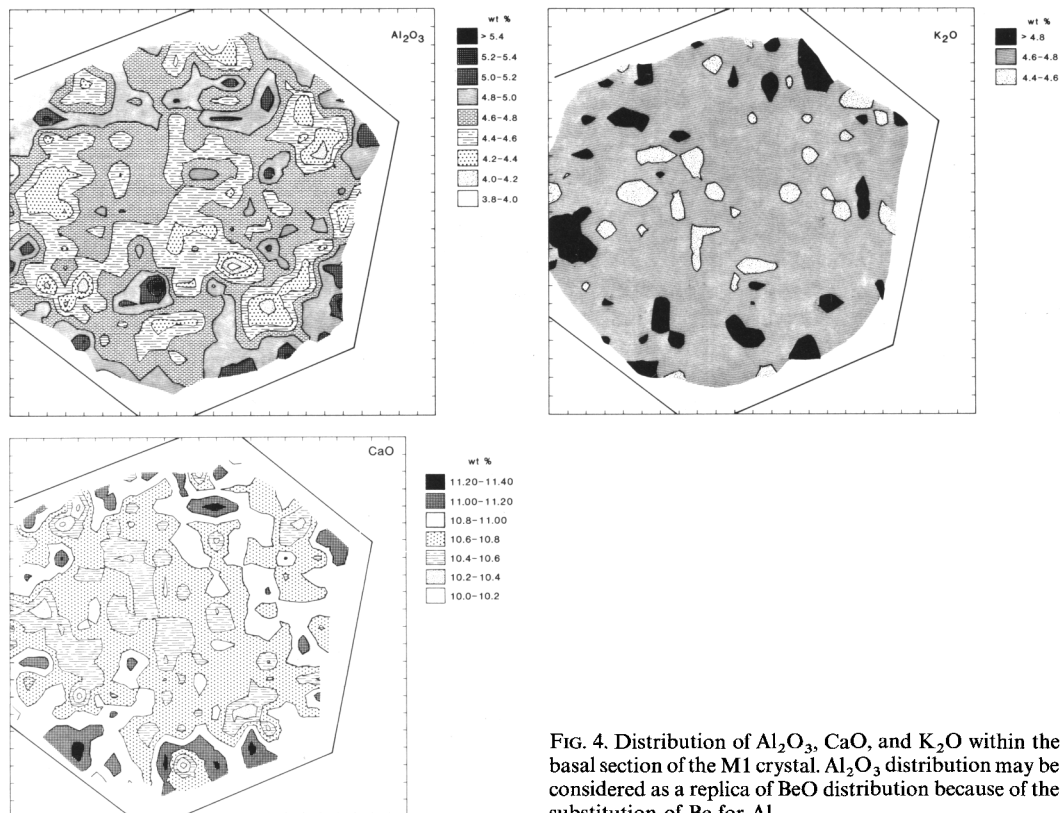 Al₂O₃
wt %
> 5.4
5.2–5.4
5.0–5.2
4.8–5.0
4.6–4.8
4.4–4.6
4.2–4.4
4.0–4.2
3.8–4.0
K₂O
wt %
> 4.8
4.6–4.8
4.4–4.6
CaO
wt %
11.20–11.40
11.00–11.20
10.8–11.00
10.6–10.8
10.4–10.6
10.2–10.4
10.0–10.2
FIG. 4. Distribution of Al₂O₃, CaO, and K₂O within the
basal section of the M1 crystal. Al₂O₃ distribution may be
considered as a replica of BeO distribution because of the
substitution of Be for Al.